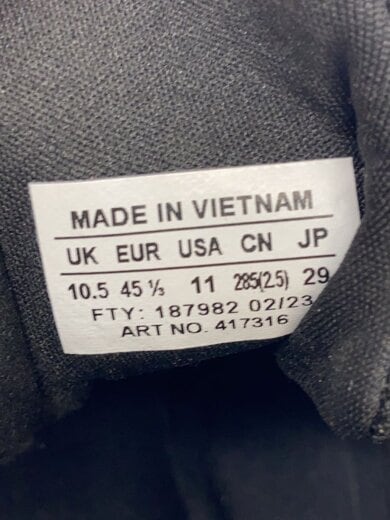 MADE IN VIETNAM
UK EUR USA CN JP
10.5 45 ⅓ 11 285(2.5) 29
FTY: 187982 02/23
ART NO. 417316